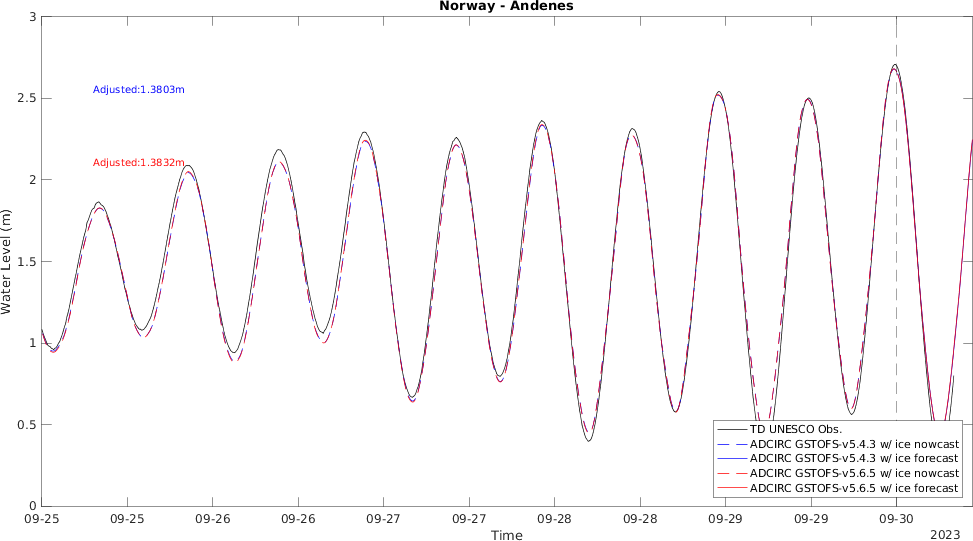 Norway - Andenes
3
2.5
2
1.5
1
0.5
0
Water Level (m)
Adjusted:1.3803m
Adjusted:1.3832m
TD UNESCO Obs.
ADCIRC GSTOFS-v5.4.3 w/ ice nowcast
ADCIRC GSTOFS-v5.4.3 w/ ice forecast
ADCIRC GSTOFS-v5.6.5 w/ ice nowcast
ADCIRC GSTOFS-v5.6.5 w/ ice forecast
09-25 09-25 09-26 09-26 09-27 09-27 09-28 09-28 09-29 09-29 09-30
Time
2023